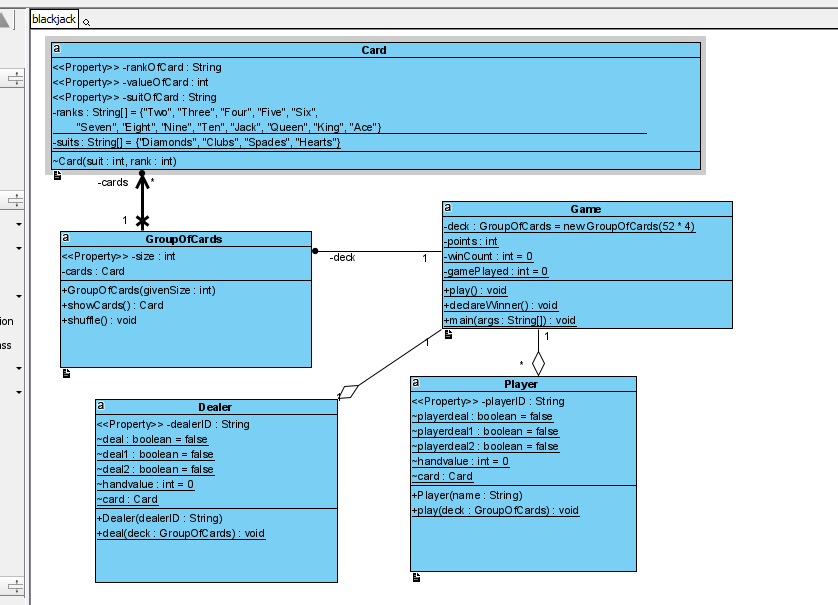 blackjack
a
Card
<<Property>> -rankOfCard : String
<<Property>> -valueOfCard : int
<<Property>> -suitOfCard : String
-ranks : String[] = {"Two", "Three", "Four", "Five", "Six",
"Seven", "Eight", "Nine", "Ten", "Jack", "Queen", "King", "Ace"}
-suits : String[] = {"Diamonds", "Clubs", "Spades", "Hearts"}
~Card(suit : int, rank : int)
-cards
*
1
a
GroupOfCards
<<Property>> -size : int
-cards : Card
+GroupOfCards(givenSize : int)
+showCards() : Card
+shuffle() : void
-deck
1
a
Game
-deck : GroupOfCards = new GroupOfCards(52 * 4)
-points : int
-winCount : int = 0
-gamePlayed : int = 0
+play() : void
+declareWinner() : void
+main(args : String[]) : void
1
1
*
1
a
Dealer
<<Property>> -dealerID : String
~deal : boolean = false
~deal1 : boolean = false
~deal2 : boolean = false
~handvalue : int = 0
~card : Card
+Dealer(dealerID : String)
+deal(deck : GroupOfCards) : void
a
Player
<<Property>> -playerID : String
~playerdeal : boolean = false
~playerdeal1 : boolean = false
~playerdeal2 : boolean = false
~handvalue : int = 0
~card : Card
+Player(name : String)
+play(deck : GroupOfCards) : void
ion
ass